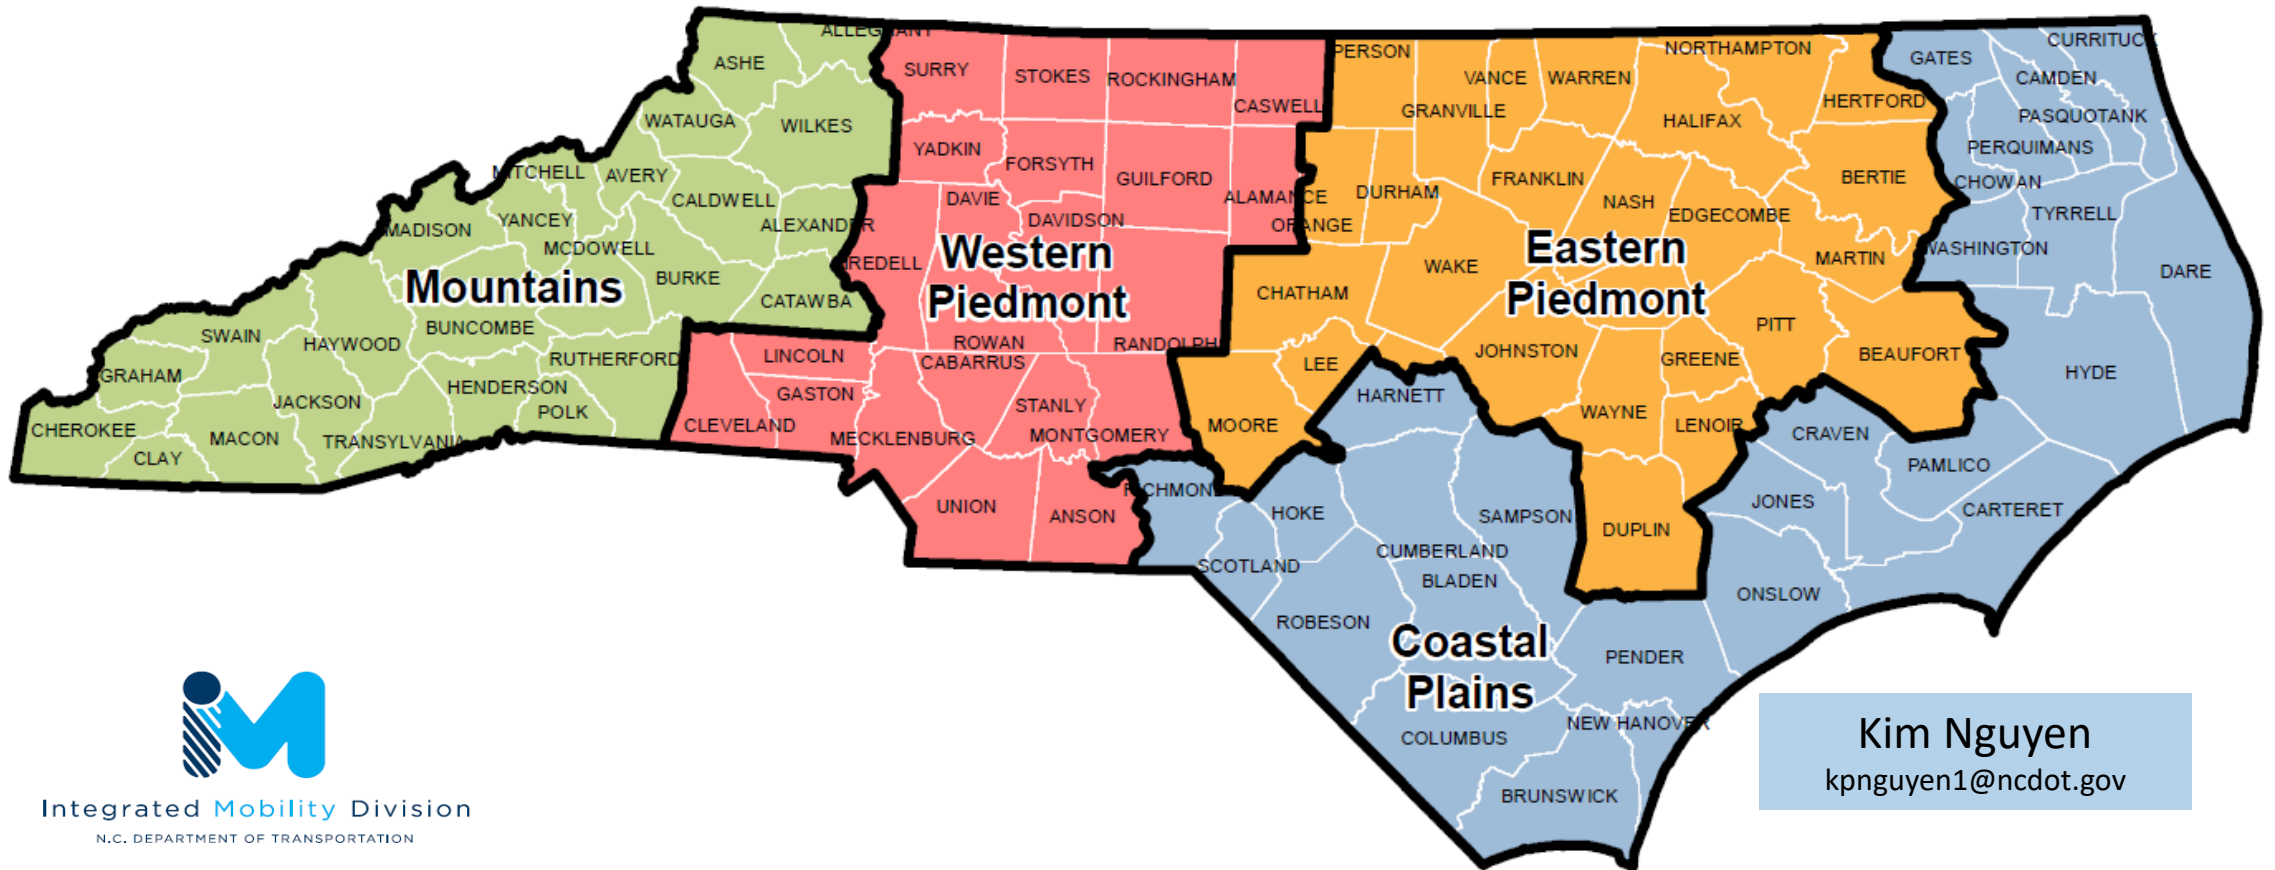 ALLEGHANY
ASHE
SURRY
STOKES
ROCKINGHAM
CASWELL
PERSON
GRANVILLE
VANCE
WARREN
NORTHAMPTON
HERTFORD
HALIFAX
GATES
CURRITUCK
CAMDEN
PASQUOTANK
PERQUIMANS
CHOWAN
WATAUGA
WILKES
YADKIN
FORSYTH
GUILFORD
ALAMANCE
ORANGE
DURHAM
FRANKLIN
NASH
EDGECOMBE
BERTIE
MARTIN
TYRRELL
WASHINGTON
DARE
MITCHELL
AVERY
CALDWELL
ALEXANDER
DAVIE
DAVIDSON
MADISON
YANCEY
MCDOWELL
BURKE
CATAWBA
IREDELL
Mountains
Western
Piedmont
Eastern
Piedmont
WAKE
CHATHAM
SWAIN
HAYWOOD
BUNCOMBE
RUTHERFORD
LINCOLN
ROWAN
CABARRUS
RANDOLPH
LEE
JOHNSTON
GREENE
PITT
BEAUFORT
HYDE
GRAHAM
JACKSON
HENDERSON
POLK
GASTON
CLEVELAND
STANLY
MONTGOMERY
MOORE
HARNETT
WAYNE
LENOIR
CRAVEN
PAMLICO
CHEROKEE
CLAY
MACON
TRANSYLVANIA
MECKLENBURG
UNION
ANSON
RICHMOND
HOKE
SCOTLAND
CUMBERLAND
SAMPSON
DUPLIN
JONES
CARTERET
BLADEN
ONSLOW
ROBESON
Coastal
Plains
PENDER
COLUMBUS
NEW HANOVER
BRUNSWICK
Integrated Mobility Division
N.C. DEPARTMENT OF TRANSPORTATION
Kim Nguyen
kpnguyen1@ncdot.gov